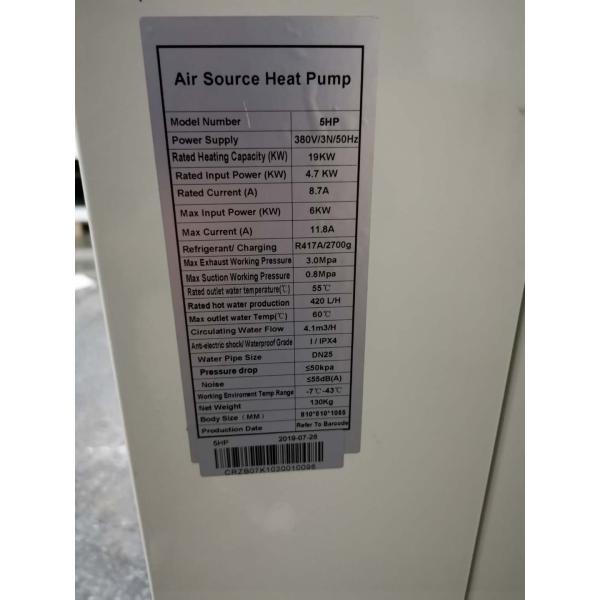 Air Source Heat Pump
Model Number 5HP
Power Supply 380V/3N/50Hz
Rated Heating Capacity (KW) 19KW
Rated Input Power (KW) 4.7 KW
Rated Current (A) 8.7A
Max Input Power (KW) 6KW
Max Current (A) 11.8A
Refrigerant/ Charging R417A/2700g
Max Exhaust Working Pressure 3.0Mpa
Max Suction Working Pressure 0.8Mpa
Rated outlet water temperature(℃) 55℃
Rated hot water production 420 L/H
Max outlet water Temp(℃) 60℃
Circulating Water Flow 4.1m3/H
Anti-electric shock/ Waterproof Grade I / IPX4
Water Pipe Size DN25
Pressure drop ≤50kpa
Noise ≤55dB(A)
Working Enviroment Temp Range -7℃-43℃
Net Weight 130Kg
Body Size (MM) 810*810*1065
Production Date Refer To Barcode
5HP 2019-07-28
CRZB07K1020010098